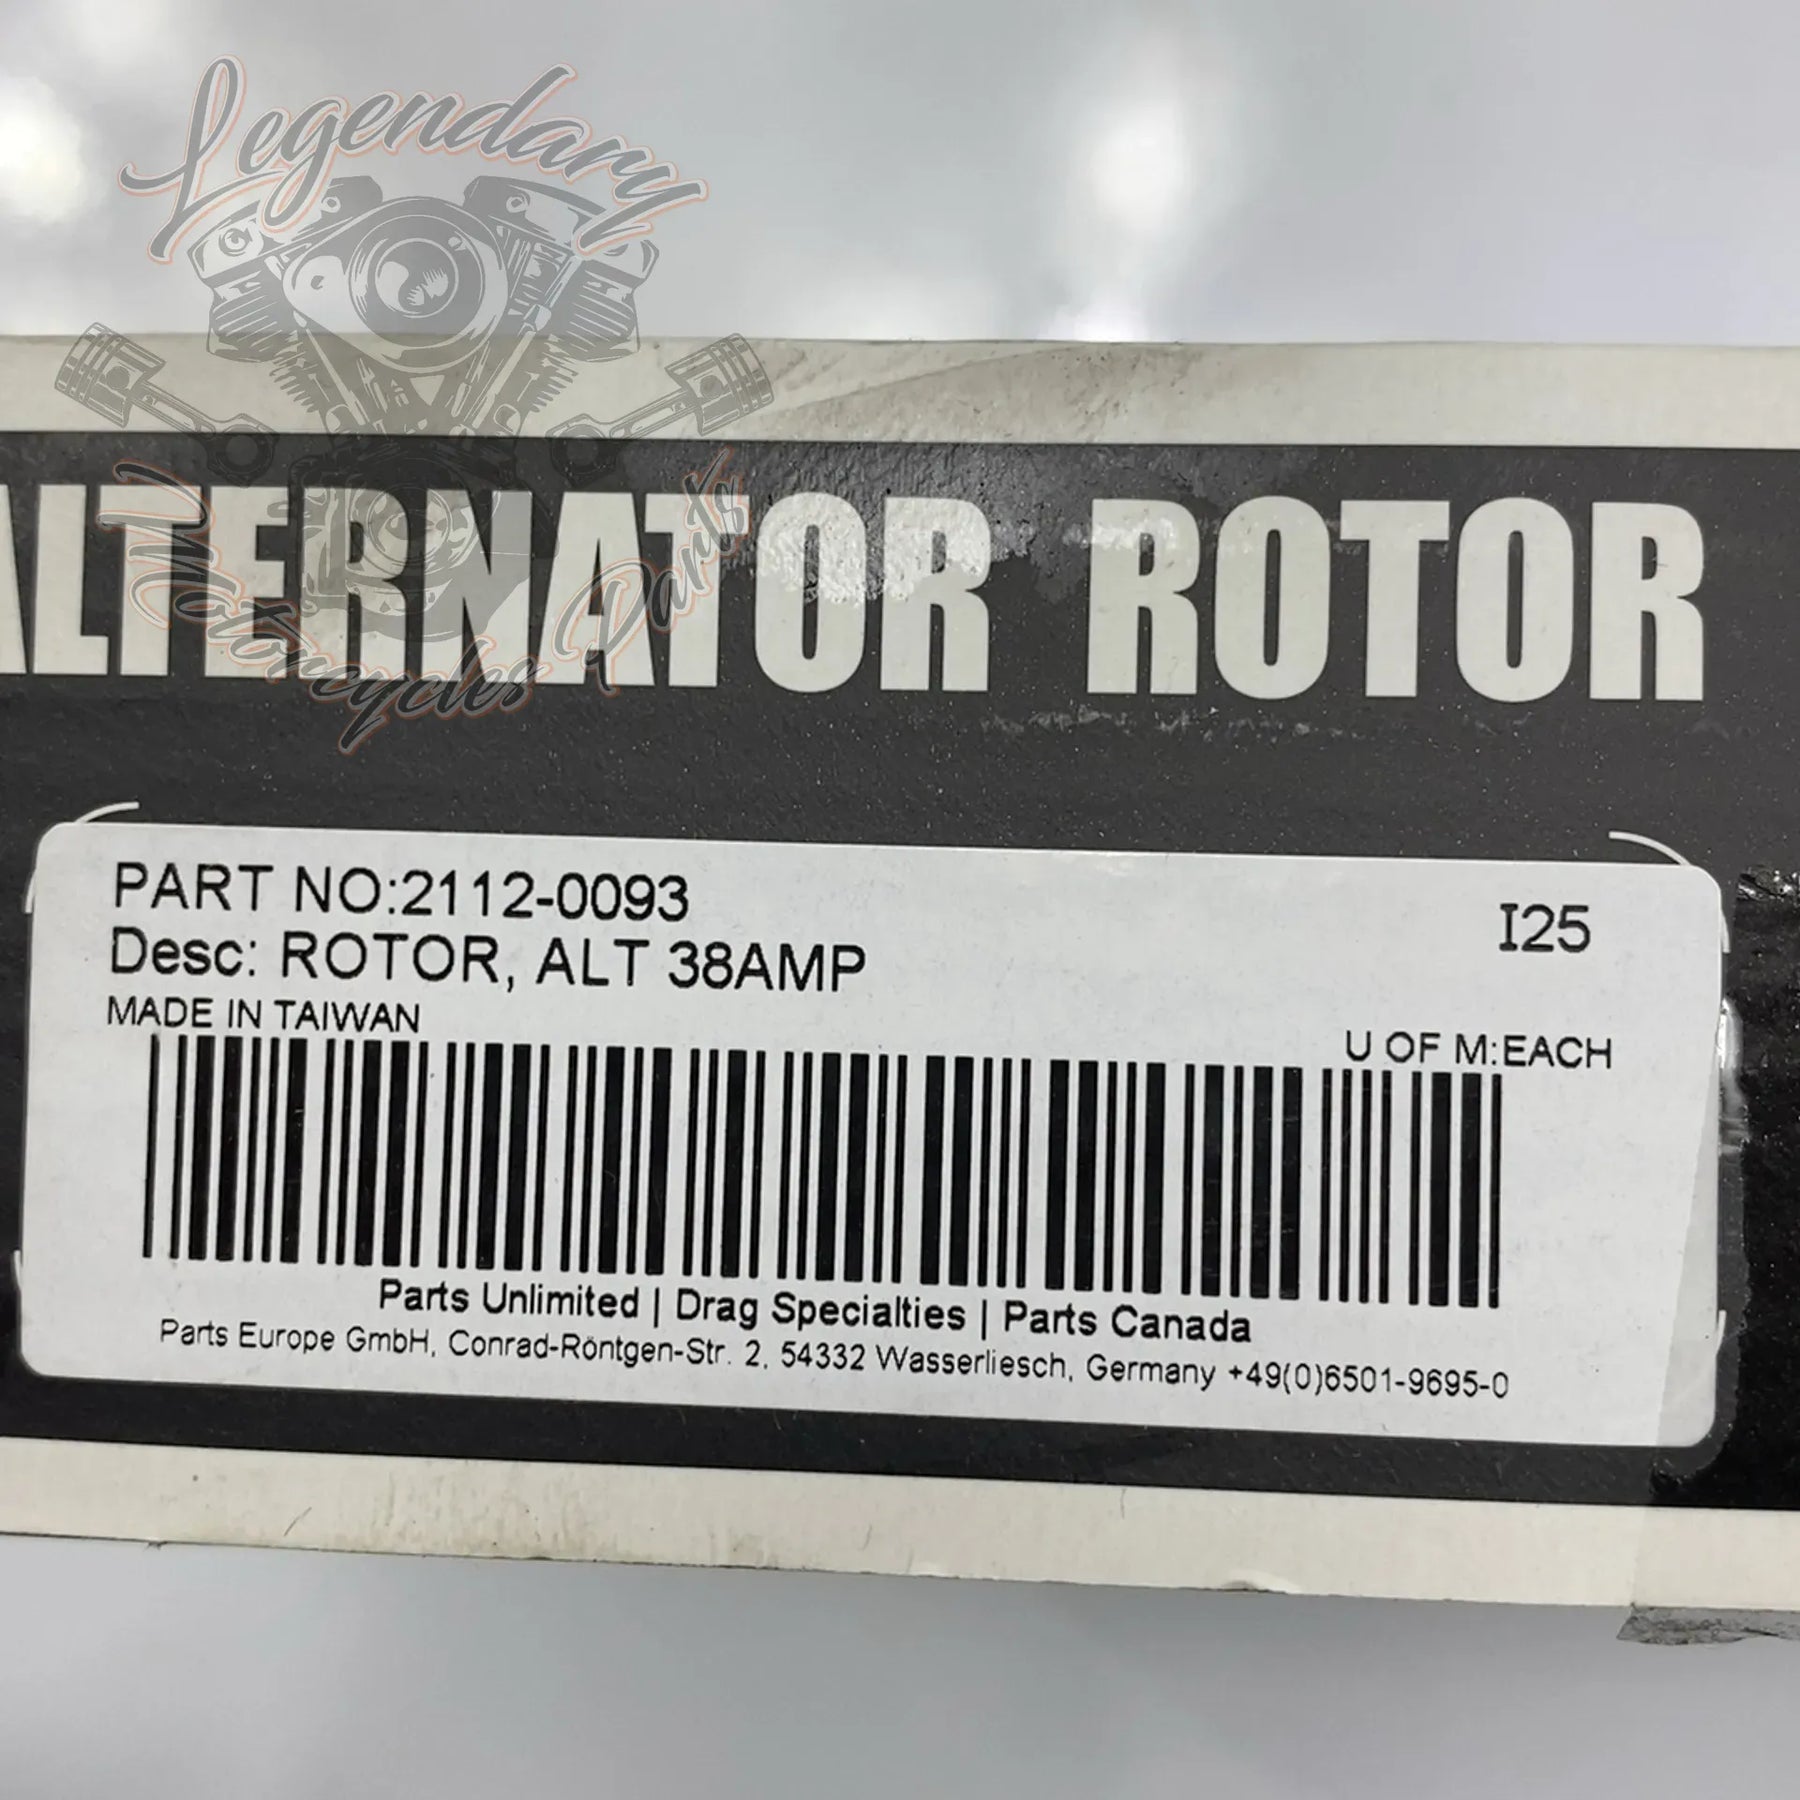 Legendary
Motorcycles Parts
ALTERNATOR ROTOR
PART NO:2112-0093
I25
Desc: ROTOR, ALT 38AMP
MADE IN TAIWAN
U OF M:EACH
Parts Unlimited | Drag Specialties | Parts Canada
Parts Europe GmbH, Conrad-Röntgen-Str. 2, 54332 Wasserliesch, Germany +49(0)6501-9695-0